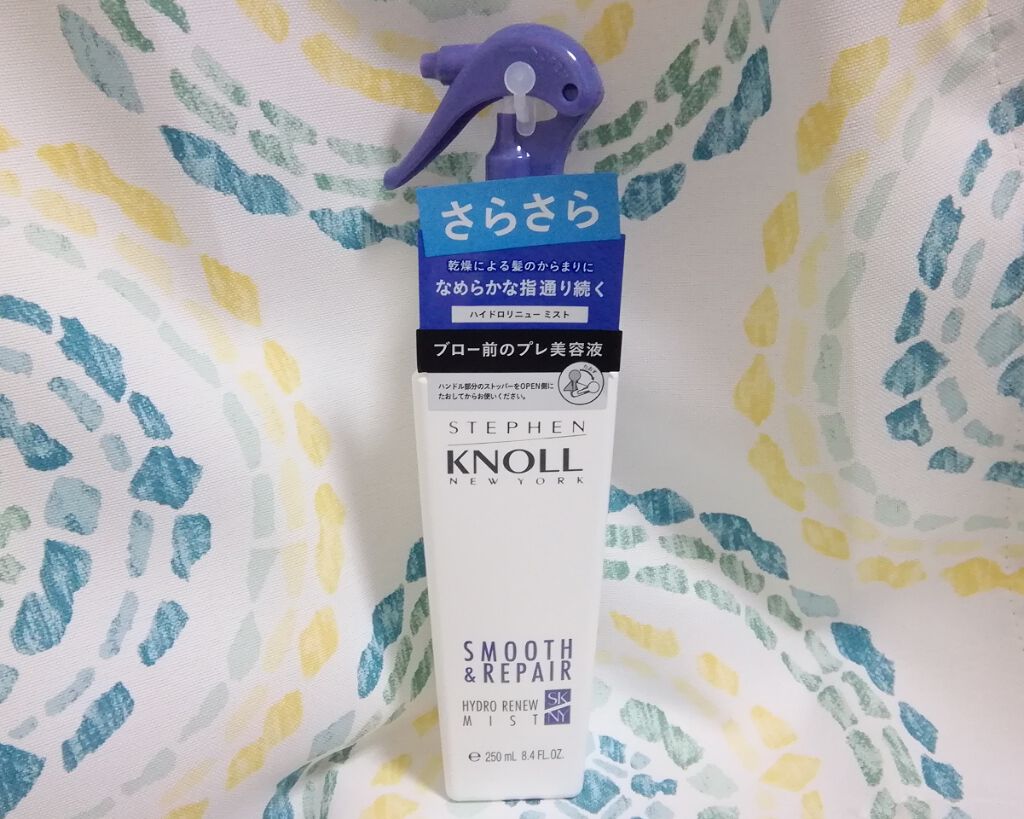 さらさら
乾燥による髪のからまりに
なめらかな指通り続く
ハイドロリニュー ミスト
ブロー前のプレ美容液
ハンドル部分のストッパーをOPEN側に
たおしてからお使いください。
STEPHEN
KNOLL
NEW YORK
SMOOTH
& REPAIR
HYDRO RENEW
MIST
SK
NY
℮ 250 mL 8.4 FL.OZ.